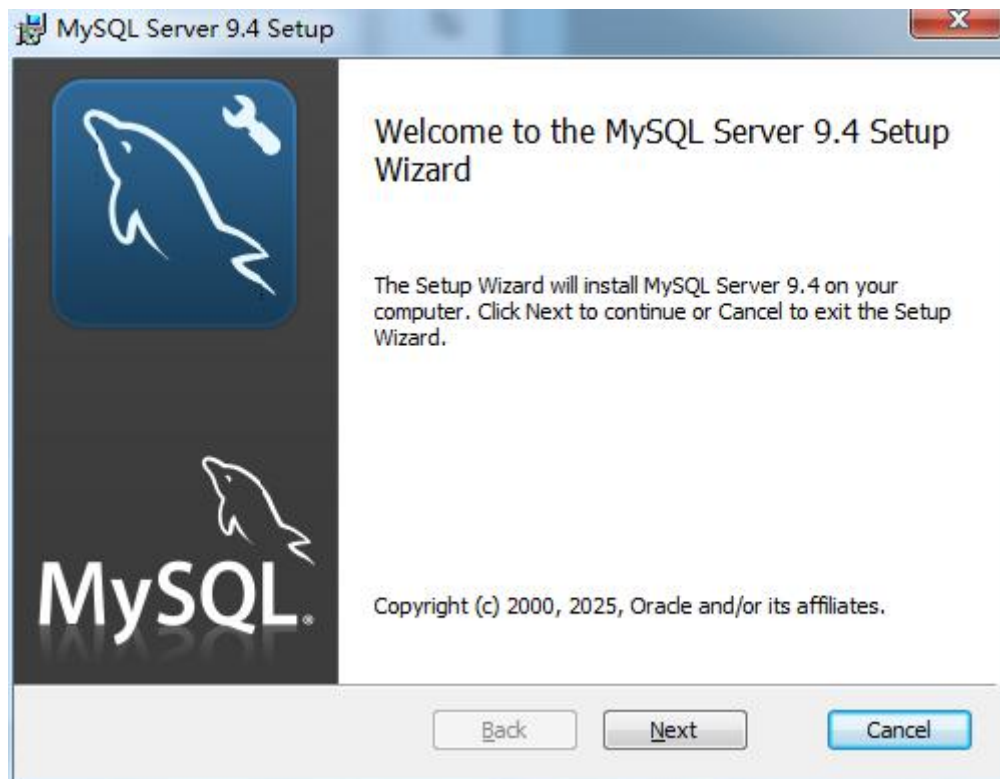 MySQL Server 9.4 Setup
Welcome to the MySQL Server 9.4 Setup
Wizard
The Setup Wizard will install MySQL Server 9.4 on your
computer. Click Next to continue or Cancel to exit the Setup
Wizard.
MySQL®
Copyright (c) 2000, 2025, Oracle and/or its affiliates.
Back Next Cancel